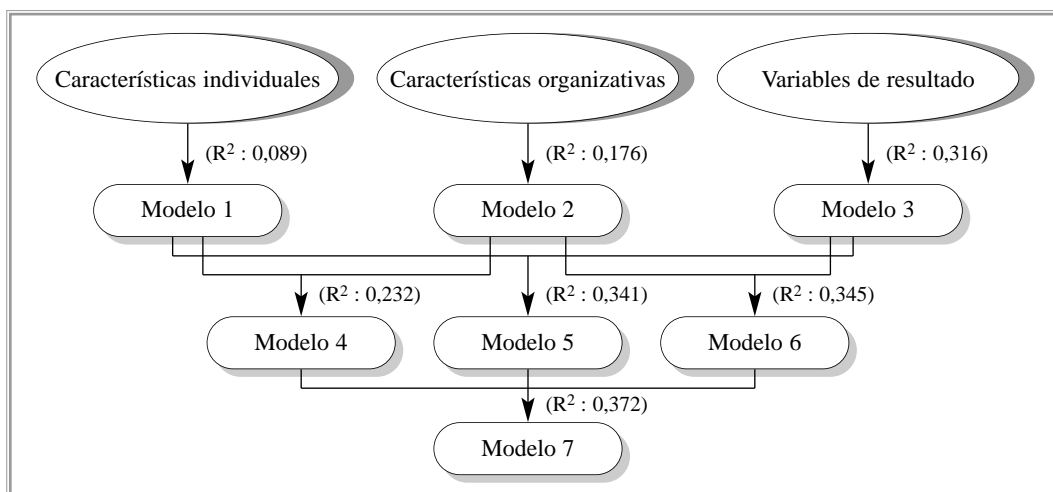 Características individuales
Características organizativas
Variables de resultado
(R² : 0,089)
(R² : 0,176)
(R² : 0,316)
Modelo 1
Modelo 2
Modelo 3
(R² : 0,232)
(R² : 0,341)
(R² : 0,345)
Modelo 4
Modelo 5
Modelo 6
(R² : 0,372)
Modelo 7